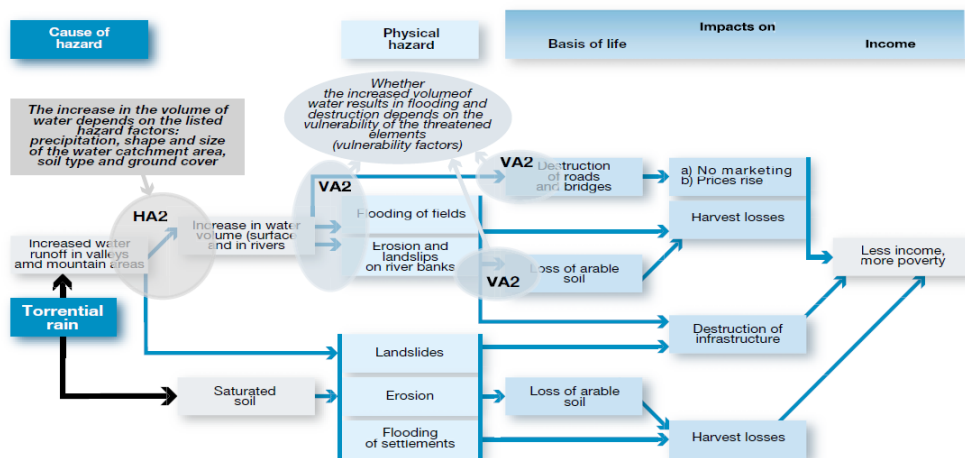 Cause of
hazard
Physical
hazard
Impacts on
Basis of life
Income
The increase in the volume of
water depends on the listed
hazard factors:
precipitation, shape and size
of the water catchment area,
soil type and ground cover
Whether
the increased volumeof
water results in flooding and
destruction depends on the
vulnerability of the threatened
elements
(vulnerability factors)
HA2
VA2
VA2
VA2
Increased water
runoff in valleys
amd mountain areas
Increase in water
volume (surface
and in rivers
Flooding of fields
Erosion and
landslips
on river banks
Destruction
of roads
and bridges
a) No marketing
b) Prices rise
Harvest losses
Loss of arable
soil
Less income,
more poverty
Torrential
rain
Landslides
Destruction of
infrastructure
Saturated
soil
Erosion
Loss of arable
soil
Flooding
of settlements
Harvest losses